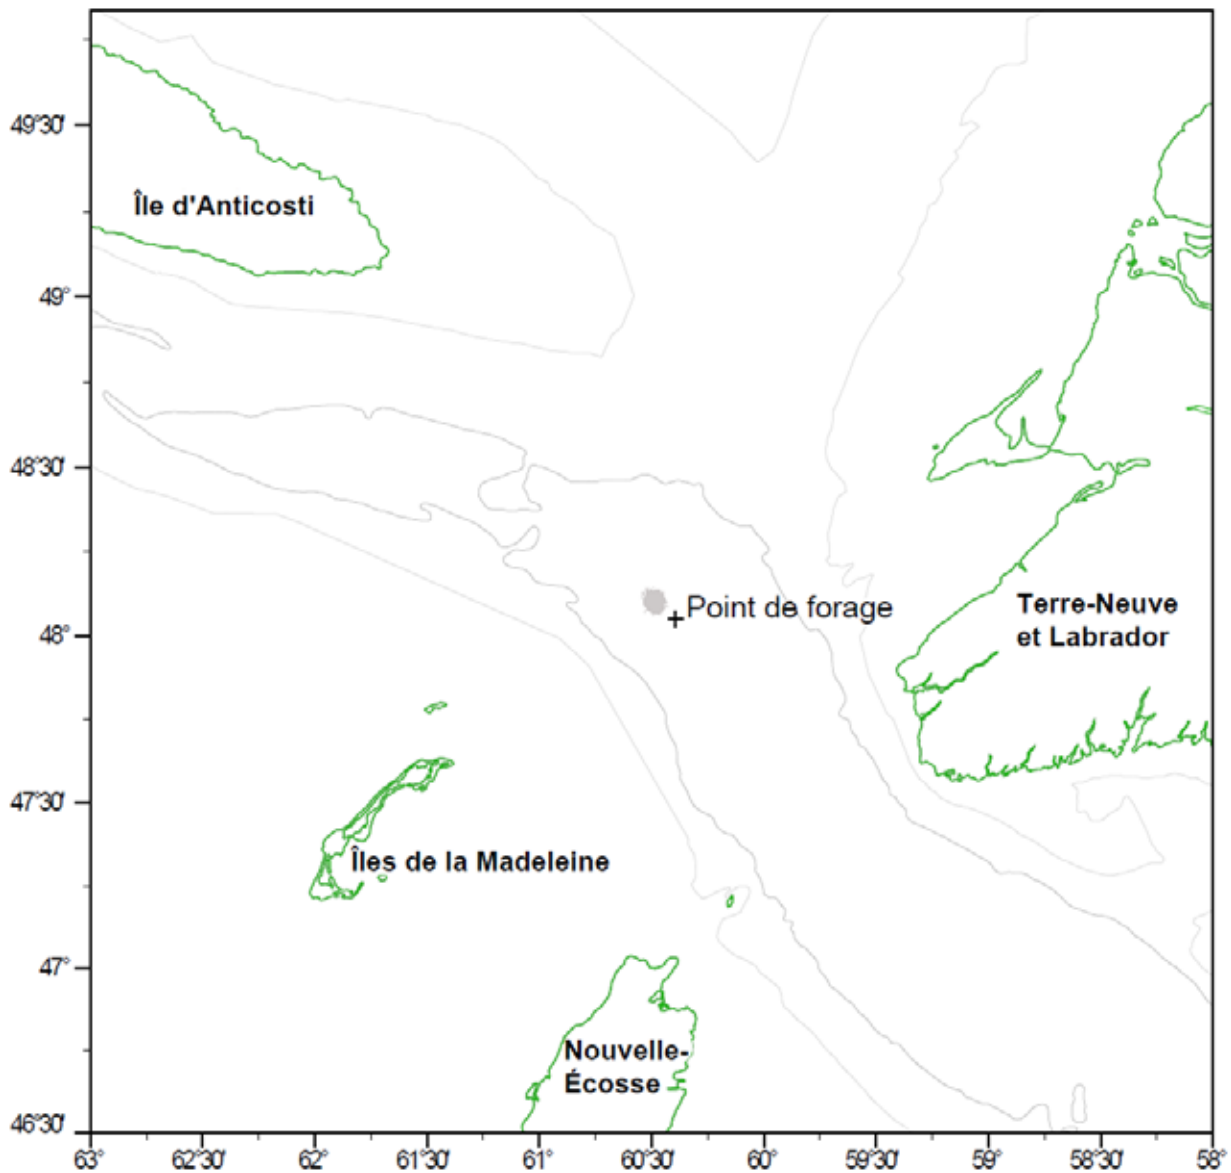 49°30'
Île d'Anticosti
49°
48°30'
Point de forage
Terre-Neuve
et Labrador
48°
47°30'
Îles de la Madeleine
47°
Nouvelle-
Écosse
46°30'
63° 62°30' 62° 61°30' 61° 60°30' 60° 59°30' 59° 58°30' 58°